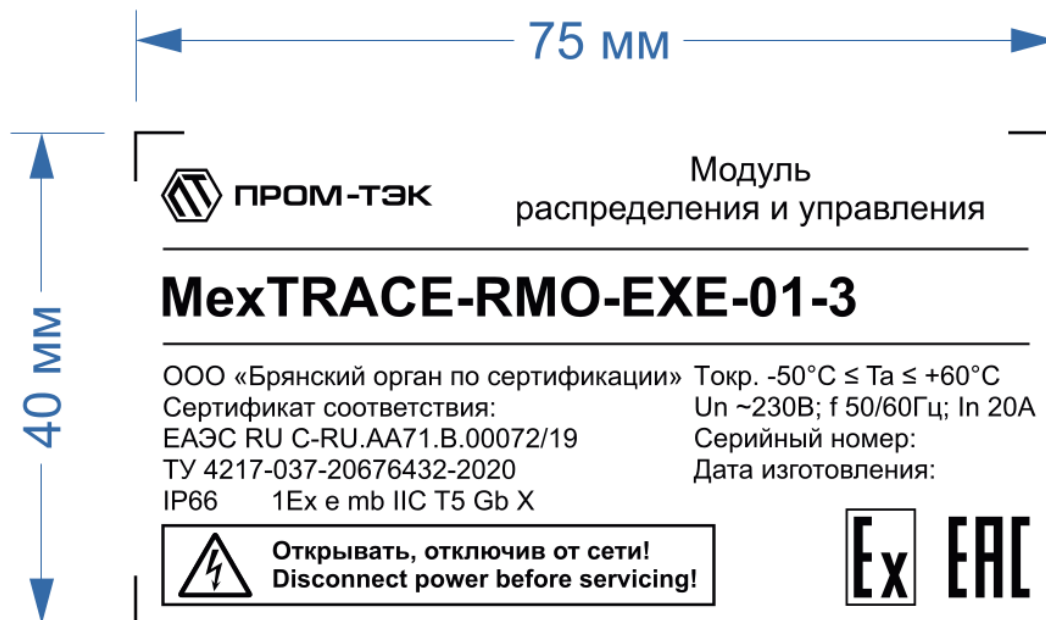 75 мм
40 мм
ПРОМ-ТЭК
Модуль
распределения и управления
MexTRACE-RMO-EXE-01-3
ООО «Брянский орган по сертификации»
Сертификат соответствия:
ЕАЭС RU C-RU.АА71.В.00072/19
ТУ 4217-037-20676432-2020
IP66 1Ex e mb IIC T5 Gb X
Токр. -50°C ≤ Ta ≤ +60°C
Un ~230В; f 50/60Гц; In 20A
Серийный номер:
Дата изготовления:
Открывать, отключив от сети!
Disconnect power before servicing!
Ex
EAC